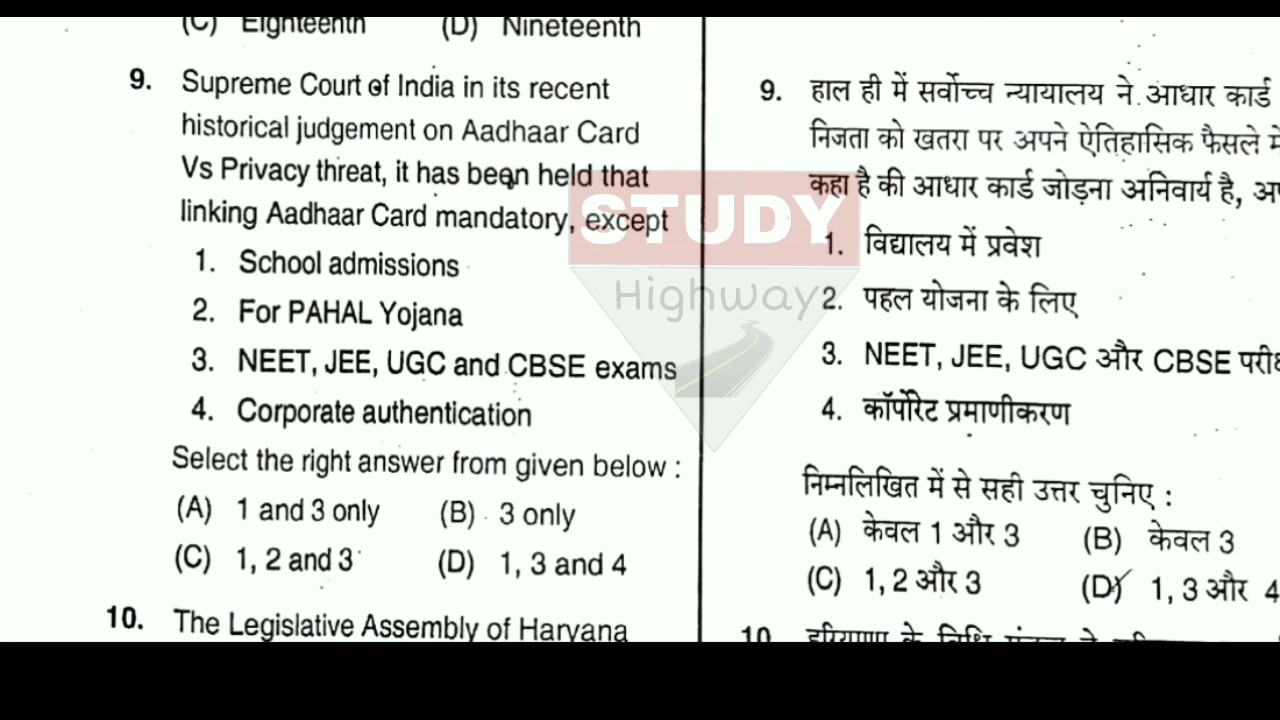 (C) Eighteenth (D) Nineteenth
9. Supreme Court of India in its recent
historical judgement on Aadhaar Card
Vs Privacy threat, it has been held that
linking Aadhaar Card mandatory, except
1. School admissions
2. For PAHAL Yojana
3. NEET, JEE, UGC and CBSE exams
4. Corporate authentication
Select the right answer from given below :
(A) 1 and 3 only (B) 3 only
(C) 1, 2 and 3 (D) 1, 3 and 4
10. The Legislative Assembly of Haryana
9. हाल ही में सर्वोच्च न्यायालय ने आधार कार्ड
निजता को खतरा पर अपने ऐतिहासिक फैसले में
कहा है की आधार कार्ड जोड़ना अनिवार्य है,
1. विद्यालय में प्रवेश
2. पहल योजना के लिए
3. NEET, JEE, UGC और CBSE
4. कॉर्पोरेट प्रमाणीकरण
निम्नलिखित में से सही उत्तर चुनिए :
(A) केवल 1 और 3 (B) केवल 3
(C) 1, 2 और 3 (D) 1, 3 और 4
10
STUDY
Highway